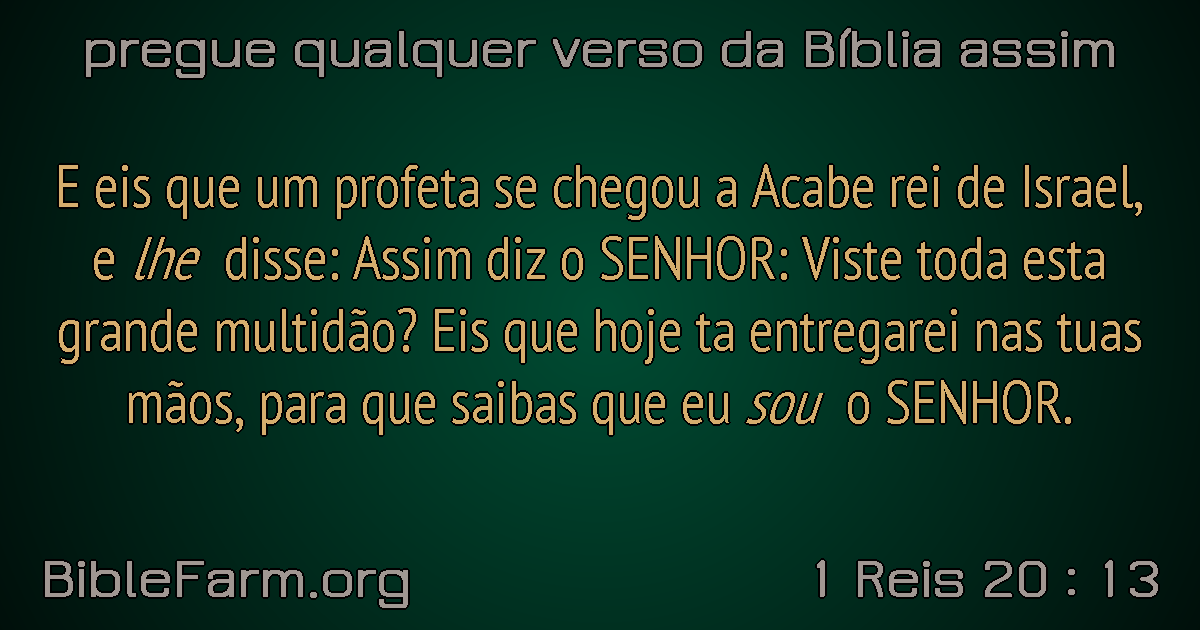 pregue qualquer verso da Bíblia assim
E eis que um profeta se chegou a Acabe rei de Israel,
e lhe disse: Assim diz o SENHOR: Viste toda esta
grande multidão? Eis que hoje ta entregarei nas tuas
mãos, para que saibas que eu sou o SENHOR.
BibleFarm.org
1 Reis 20 : 13